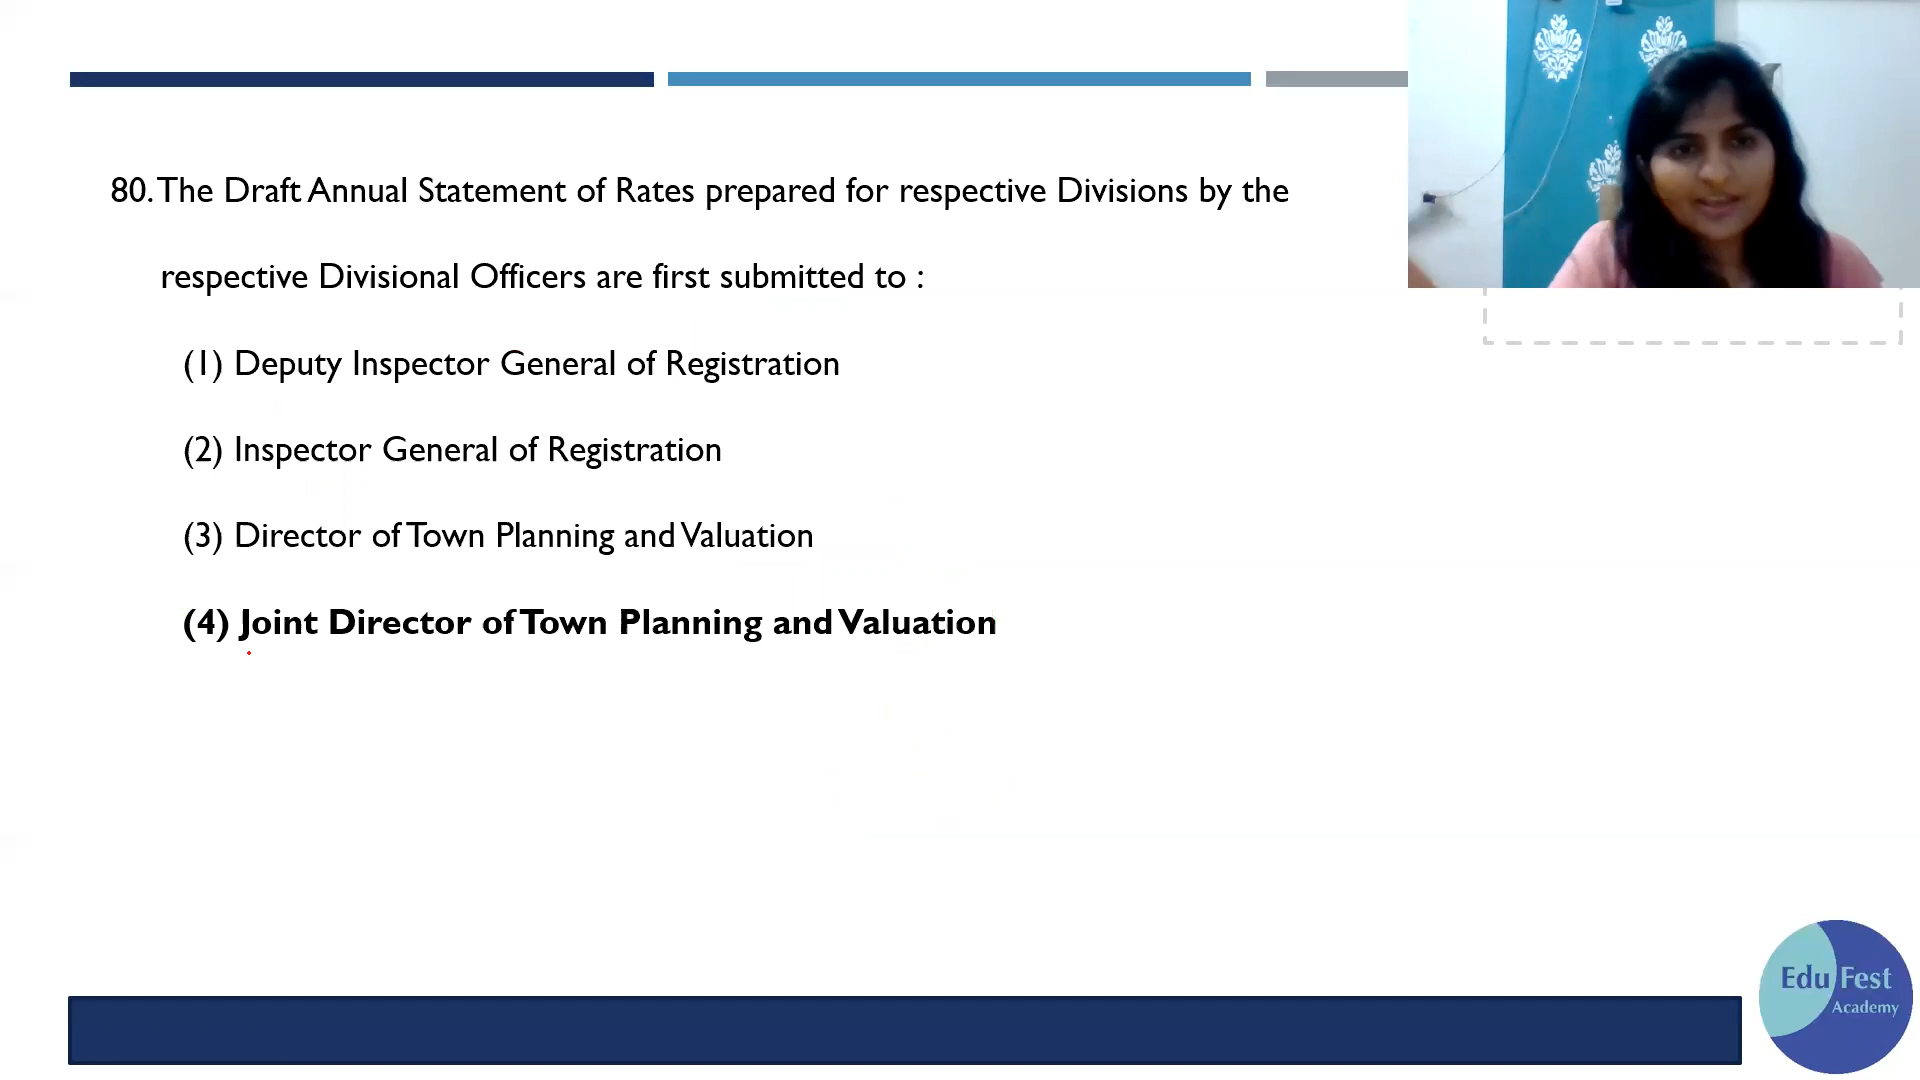 80. The Draft Annual Statement of Rates prepared for respective Divisions by the
respective Divisional Officers are first submitted to :
(1) Deputy Inspector General of Registration
(2) Inspector General of Registration
(3) Director of Town Planning and Valuation
(4) Joint Director of Town Planning and Valuation
Edu Fest
Academy